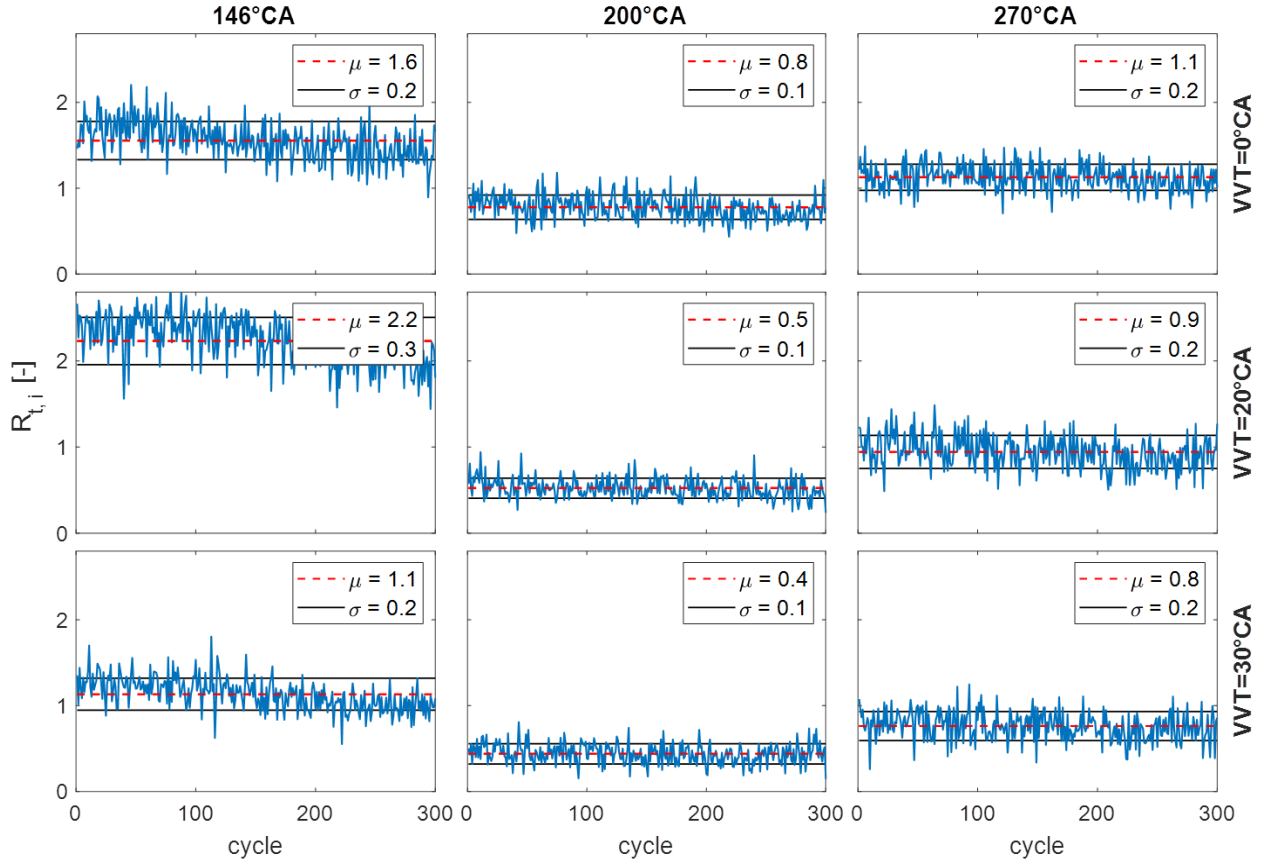 146°CA 200°CA 270°CA
2
1
0
μ = 1.6
σ = 0.2
μ = 0.8
σ = 0.1
μ = 1.1
σ = 0.2
VVT=0°CA
R_{t, i} [-]
2
1
0
μ = 2.2
σ = 0.3
μ = 0.5
σ = 0.1
μ = 0.9
σ = 0.2
VVT=20°CA
2
1
0
μ = 1.1
σ = 0.2
μ = 0.4
σ = 0.1
μ = 0.8
σ = 0.2
VVT=30°CA
0 100 200 300
0 100 200 300
0 100 200 300
cycle cycle cycle